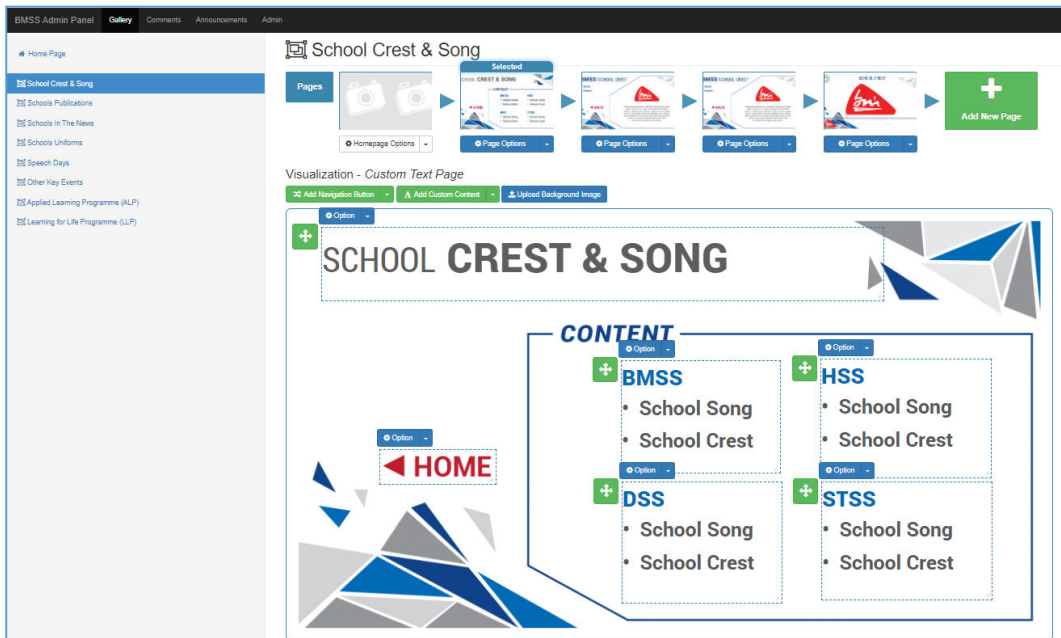 BMSS Admin Panel Gallery Comments Announcements Admin
Home Page
School Crest & Song
Schools Publications
Schools In The News
Schools Uniforms
Speech Days
Other Key Events
Applied Learning Programme (ALP)
Learning for Life Programme (LLP)
School Crest & Song
Pages
Selected
Homepage Options
Page Options
Page Options
Page Options
Page Options
Add New Page
Visualization - Custom Text Page
Add Navigation Button
Add Custom Content
Upload Background Image
Option
SCHOOL CREST & SONG
CONTENT
Option
BMSS
• School Song
• School Crest
Option
HSS
• School Song
• School Crest
Option
◀ HOME
Option
DSS
• School Song
• School Crest
Option
STSS
• School Song
• School Crest